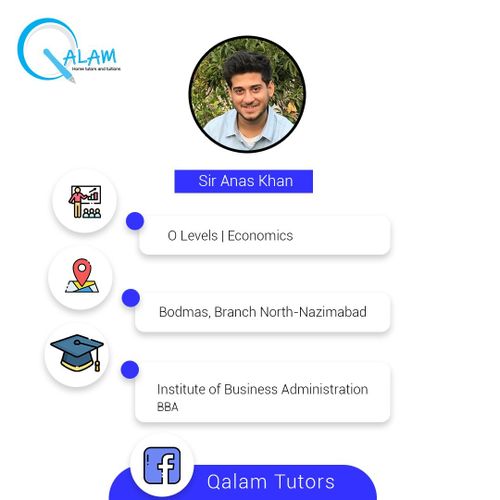 QALAM
Home tutors and tuitions
Sir Anas Khan
O Levels | Economics
Bodmas, Branch North-Nazimabad
Institute of Business Administration
BBA
Qalam Tutors